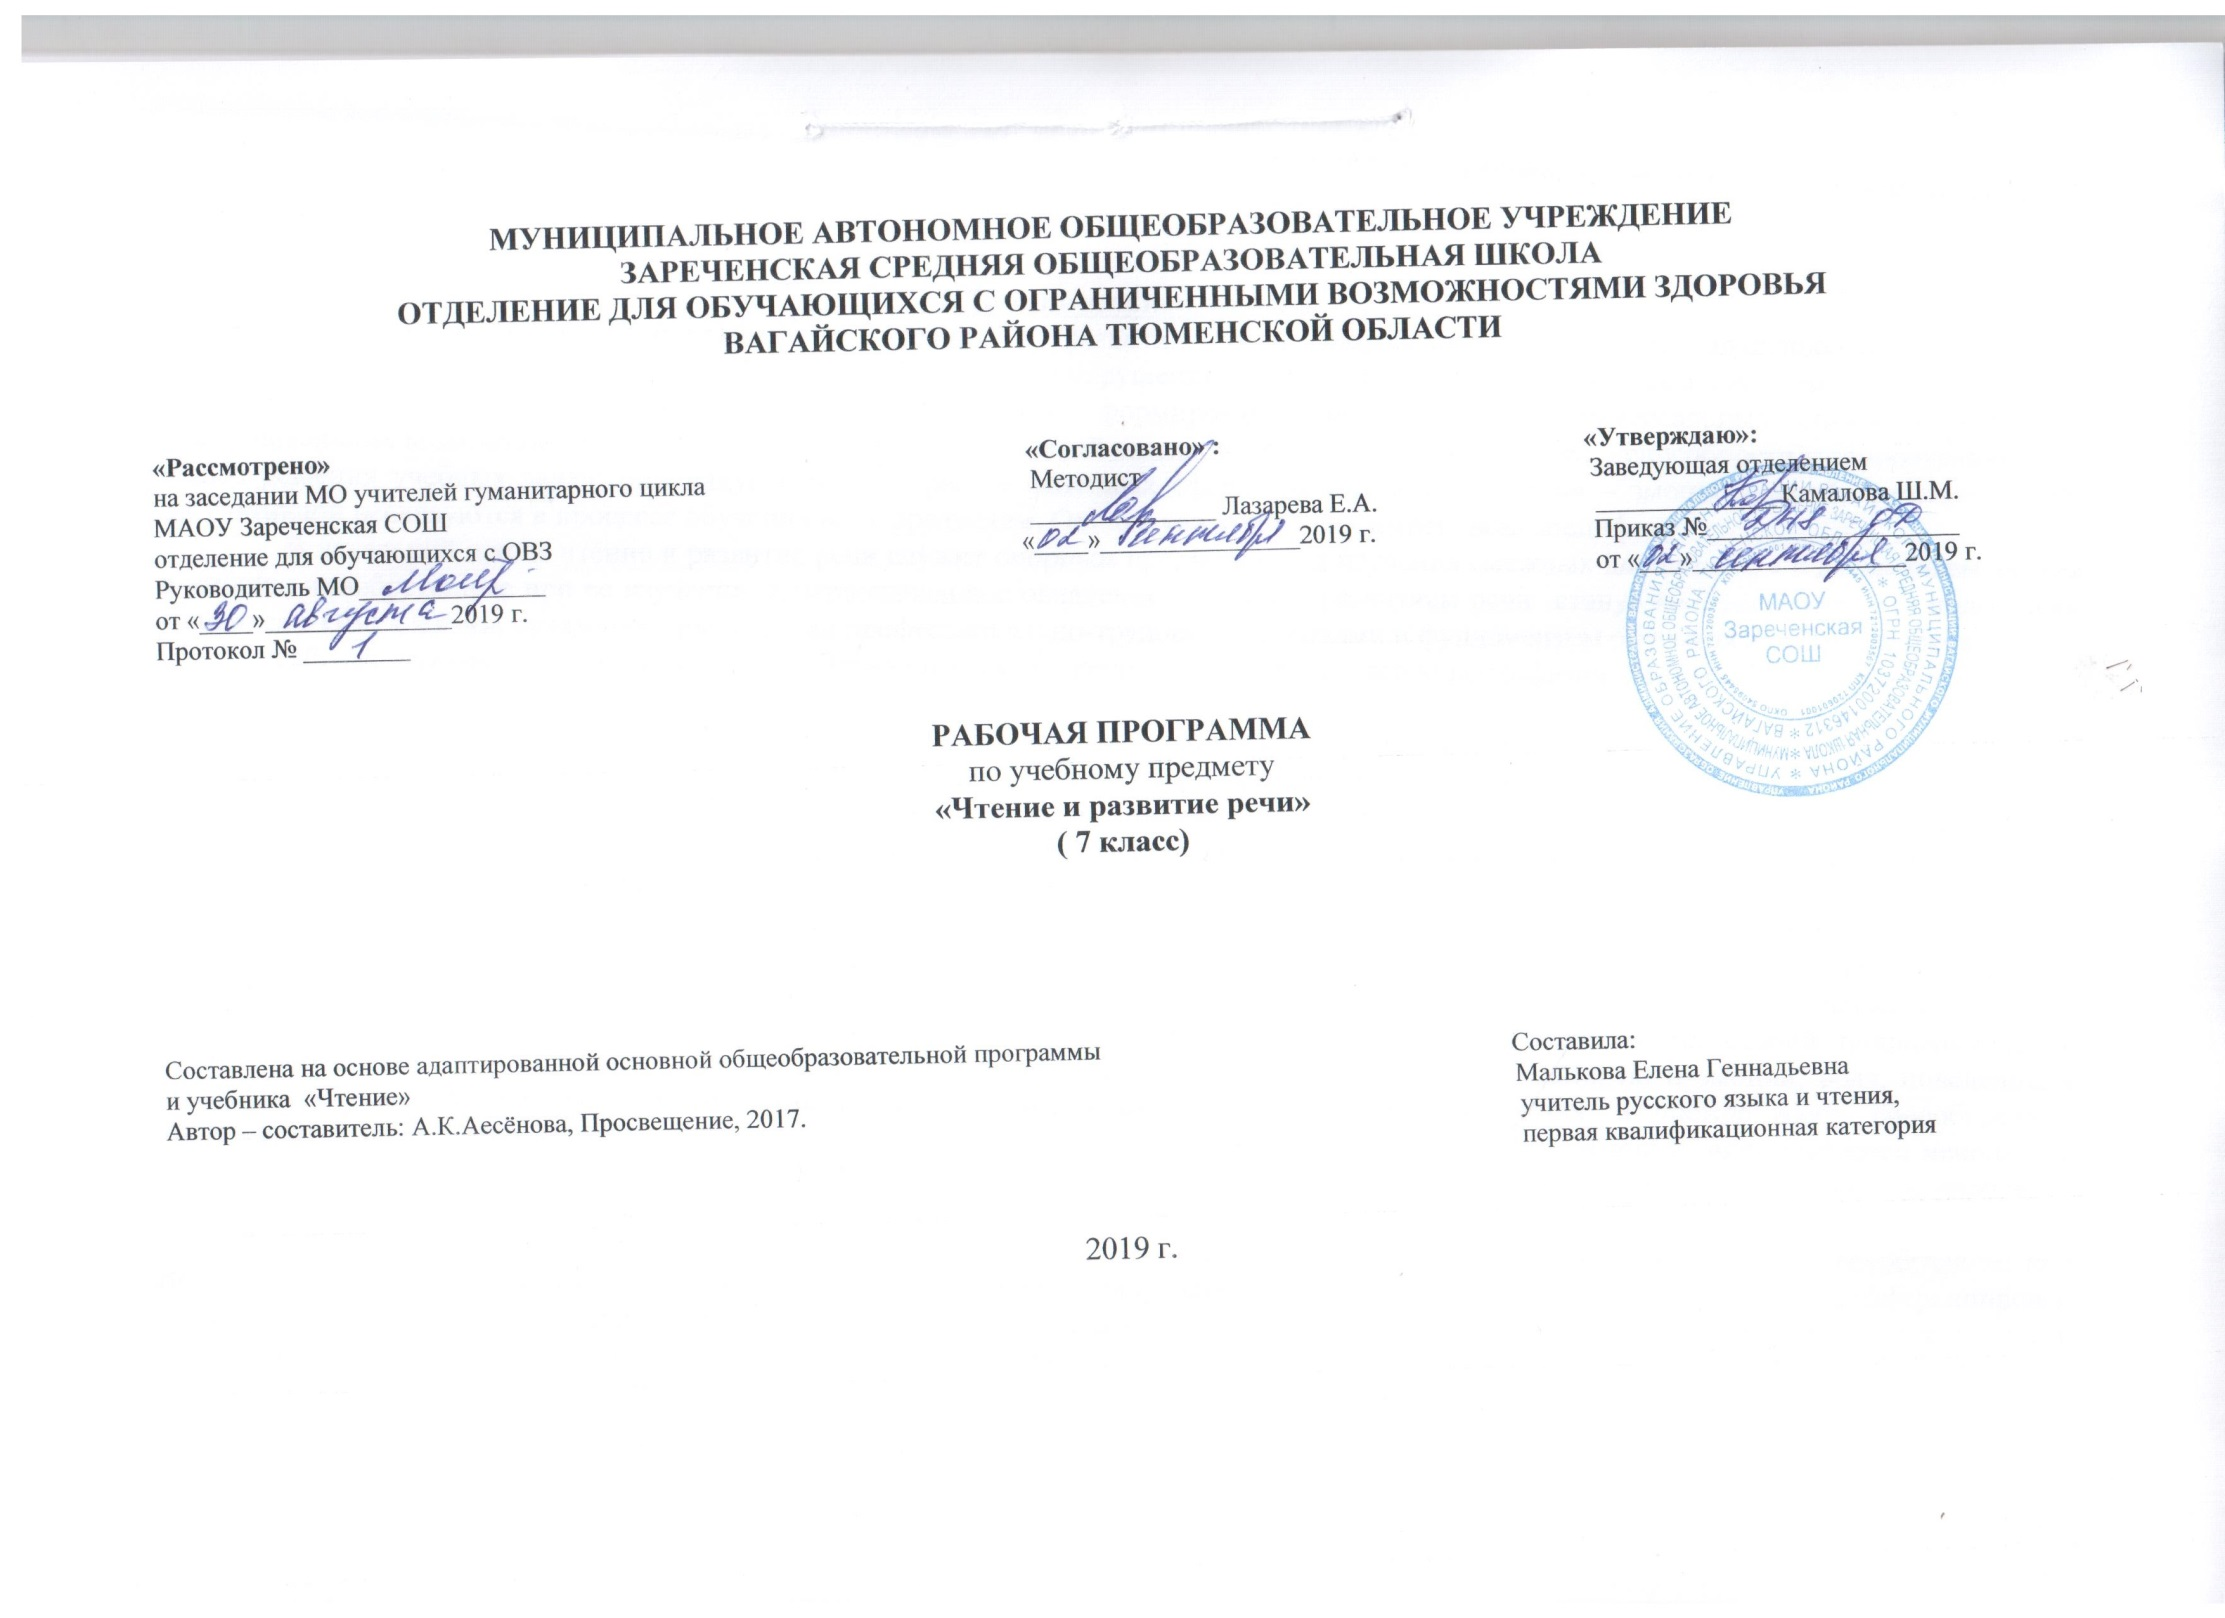 МУНИЦИПАЛЬНОЕ АВТОНОМНОЕ ОБЩЕОБРАЗОВАТЕЛЬНОЕ УЧРЕЖДЕНИЕ
ЗАРЕЧЕНСКАЯ СРЕДНЯЯ ОБЩЕОБРАЗОВАТЕЛЬНАЯ ШКОЛА
ОТДЕЛЕНИЕ ДЛЯ ОБУЧАЮЩИХСЯ С ОГРАНИЧЕННЫМИ ВОЗМОЖНОСТЯМИ ЗДОРОВЬЯ
ВАГАЙСКОГО РАЙОНА ТЮМЕНСКОЙ ОБЛАСТИ
«Рассмотрено»
на заседании МО учителей гуманитарного цикла
МАОУ Зареченская СОШ
отделение для обучающихся с ОВЗ
Руководитель МО
от «30» августа 2019 г.
Протокол № 1
«Согласовано» :
Методист
Лазарева Е.А.
«02» сентября 2019 г.
«Утверждаю»:
Заведующая отделением
Камалова Ш.М.
Приказ №
от «02» сентября 2019 г.
МАОУ
Зареченская
СОШ
РАБОЧАЯ ПРОГРАММА
по учебному предмету
«Чтение и развитие речи»
( 7 класс)
Составлена на основе адаптированной основной общеобразовательной программы
и учебника «Чтение»
Автор – составитель: А.К.Аесёнова, Просвещение, 2017.
Составила:
Малькова Елена Геннадьевна
учитель русского языка и чтения,
первая квалификационная категория
2019 г.